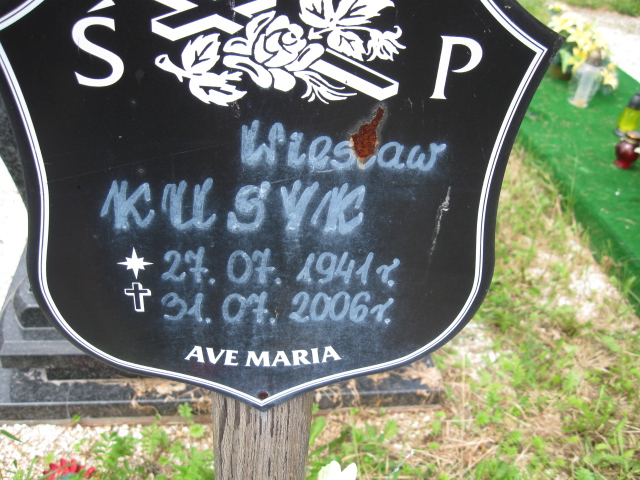 Ś P
Wiesław
KUSYK
27. 07. 1941 r.
31. 07. 2006 r.
AVE MARIA